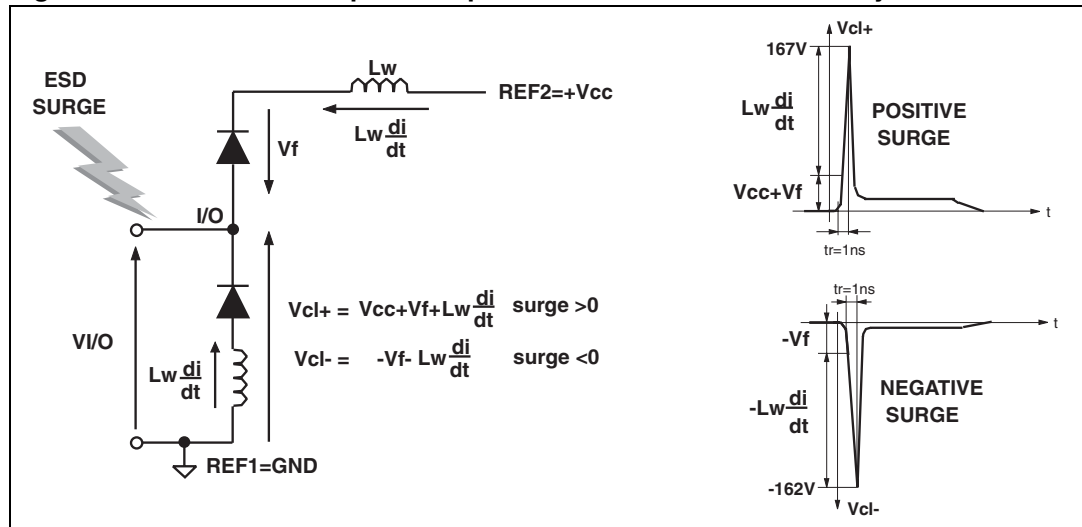 ESD
SURGE
Lw
REF2=+Vcc
Lw di/dt
Vf
I/O
VI/O
Lw di/dt
Vcl+ = Vcc+Vf+Lw di/dt surge >0
Vcl- = -Vf- Lw di/dt surge <0
REF1=GND
Vcl+
167V
Lw di/dt
POSITIVE
SURGE
Vcc+Vf
t
tr=1ns
tr=1ns
t
-Vf
-Lw di/dt
NEGATIVE
SURGE
-162V
Vcl-